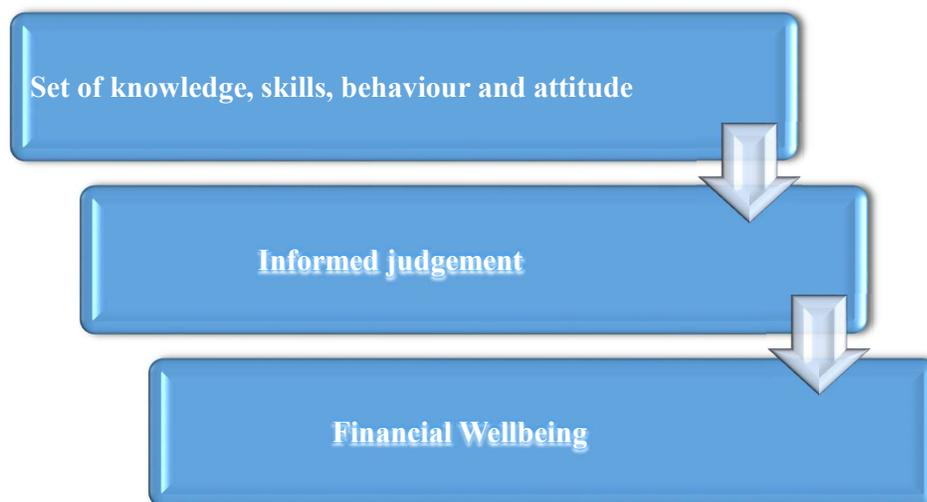 Set of knowledge, skills, behaviour and attitude
Informed judgement
Financial Wellbeing